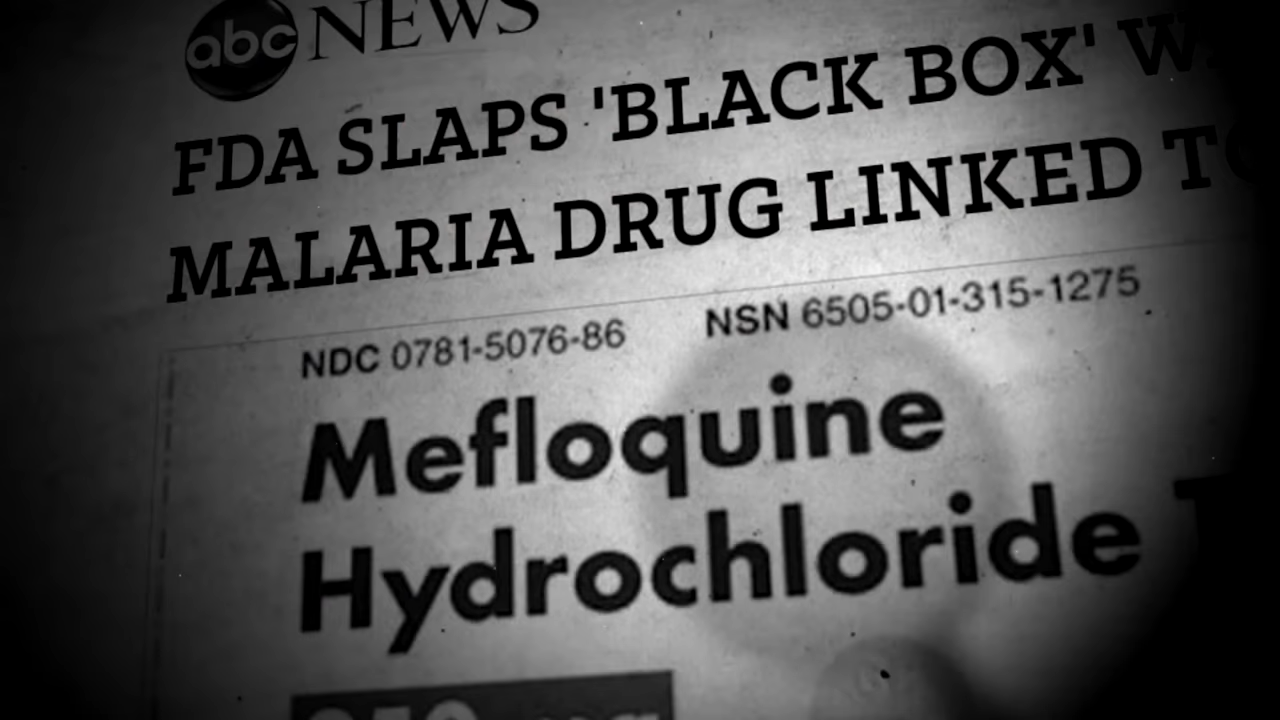 abc NEWS
FDA SLAPS 'BLACK BOX'
MALARIA DRUG LINKED
NDC 0781-5076-86 NSN 6505-01-315-1275
Mefloquine
Hydrochloride